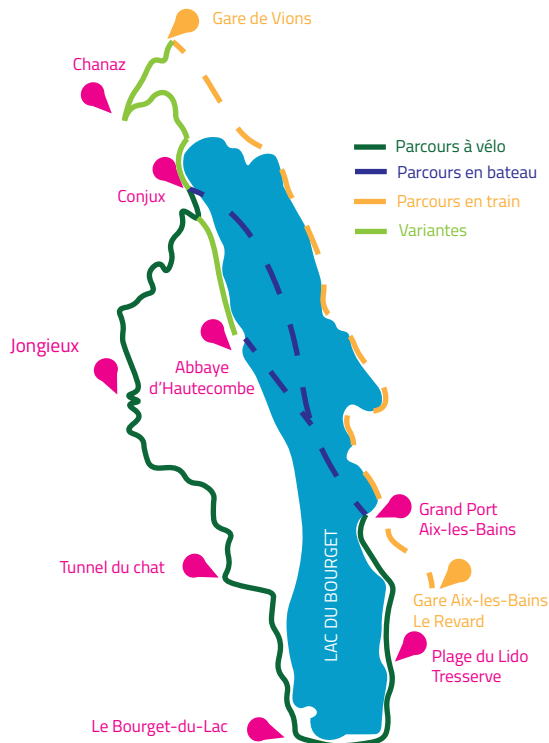 Gare de Vions
Chanaz
Parcours à vélo
Parcours en bateau
Conjux
Parcours en train
Variantes
Jongieux
Abbaye
d'Hautecombe
Grand Port
Aix-les-Bains
LAC DU BOURGET
Tunnel du chat
Gare Aix-les-Bains
Le Revard
Plage du Lido
Tresserve
Le Bourget-du-Lac